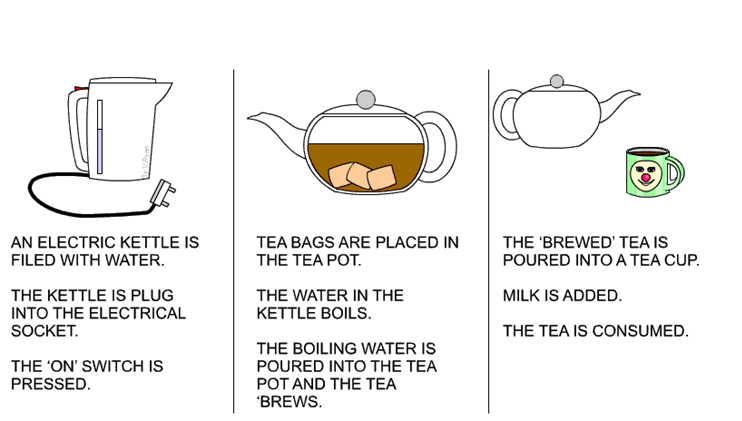 AN ELECTRIC KETTLE IS
FILED WITH WATER.
THE KETTLE IS PLUG
INTO THE ELECTRICAL
SOCKET.
THE ‘ON’ SWITCH IS
PRESSED.
TEA BAGS ARE PLACED IN
THE TEA POT.
THE WATER IN THE
KETTLE BOILS.
THE BOILING WATER IS
POURED INTO THE TEA
POT AND THE TEA
‘BREWS.
THE ‘BREWED’ TEA IS
POURED INTO A TEA CUP.
MILK IS ADDED.
THE TEA IS CONSUMED.